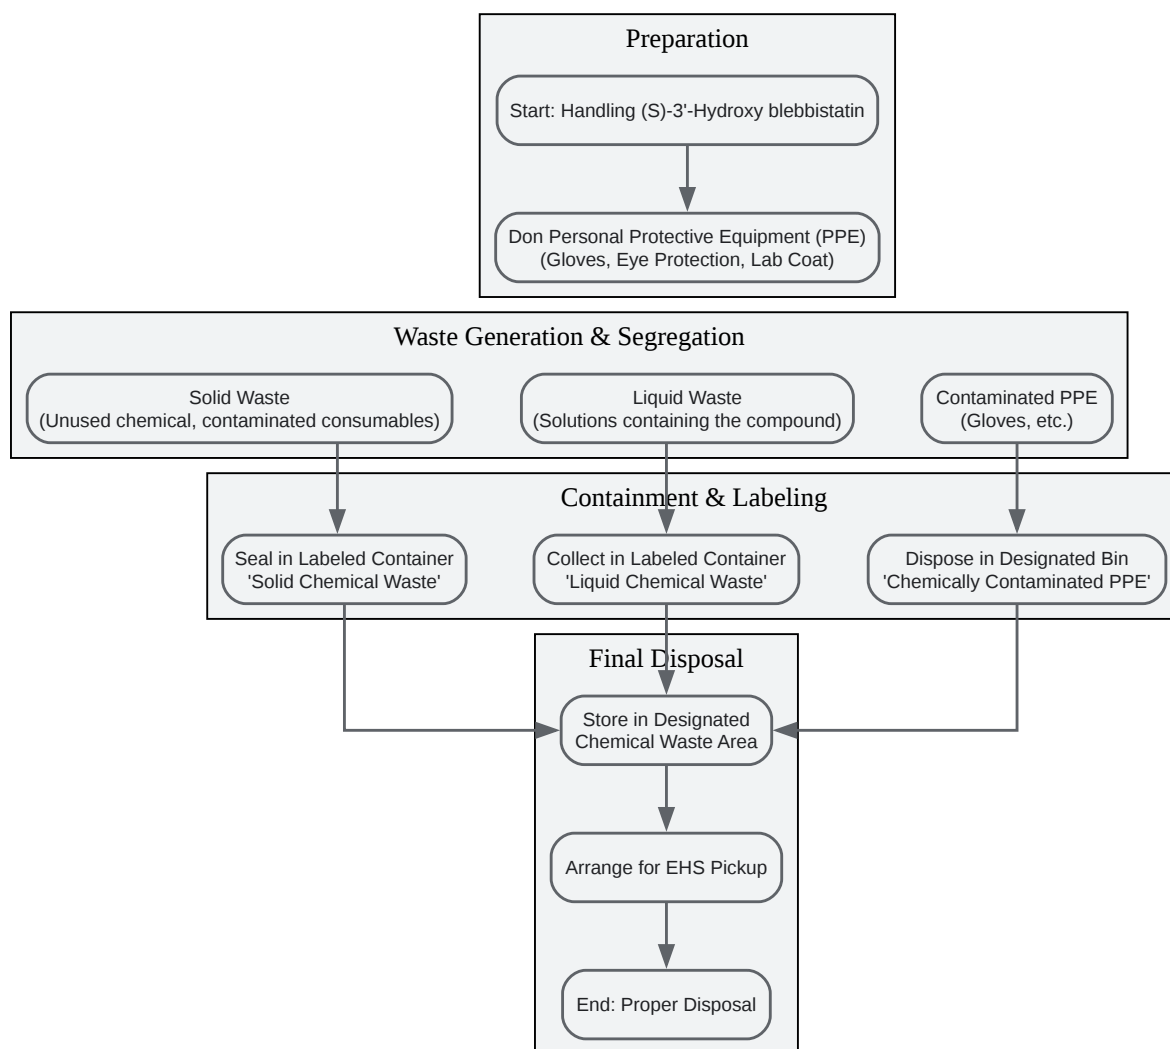 Preparation
Start: Handling (S)-3'-Hydroxy blebbistatin
Don Personal Protective Equipment (PPE)
(Gloves, Eye Protection, Lab Coat)
Waste Generation & Segregation
Solid Waste
(Unused chemical, contaminated consumables)
Liquid Waste
(Solutions containing the compound)
Contaminated PPE
(Gloves, etc.)
Containment & Labeling
Seal in Labeled Container
'Solid Chemical Waste'
Collect in Labeled Container
'Liquid Chemical Waste'
Dispose in Designated Bin
'Chemically Contaminated PPE'
Final Disposal
Store in Designated
Chemical Waste Area
Arrange for EHS Pickup
End: Proper Disposal